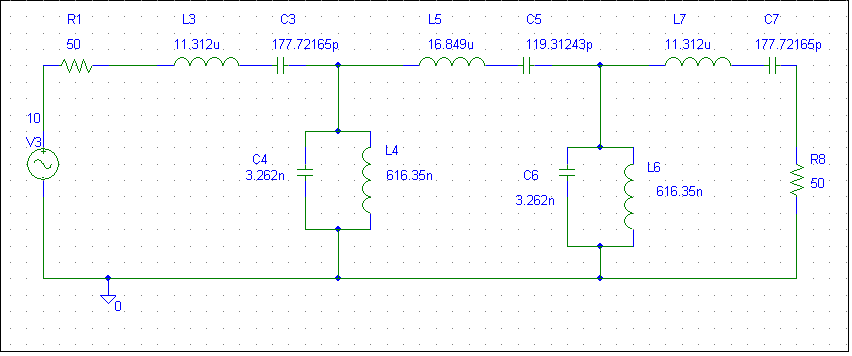 R1 L3 C3 L5 C5 L7 C7
50 11.312u 177.72165p 16.849u 119.31243p 11.312u 177.72165p
10
V3
C4 L4 C6 L6 R8
3.262n 616.35n 3.262n 616.35n 50
0